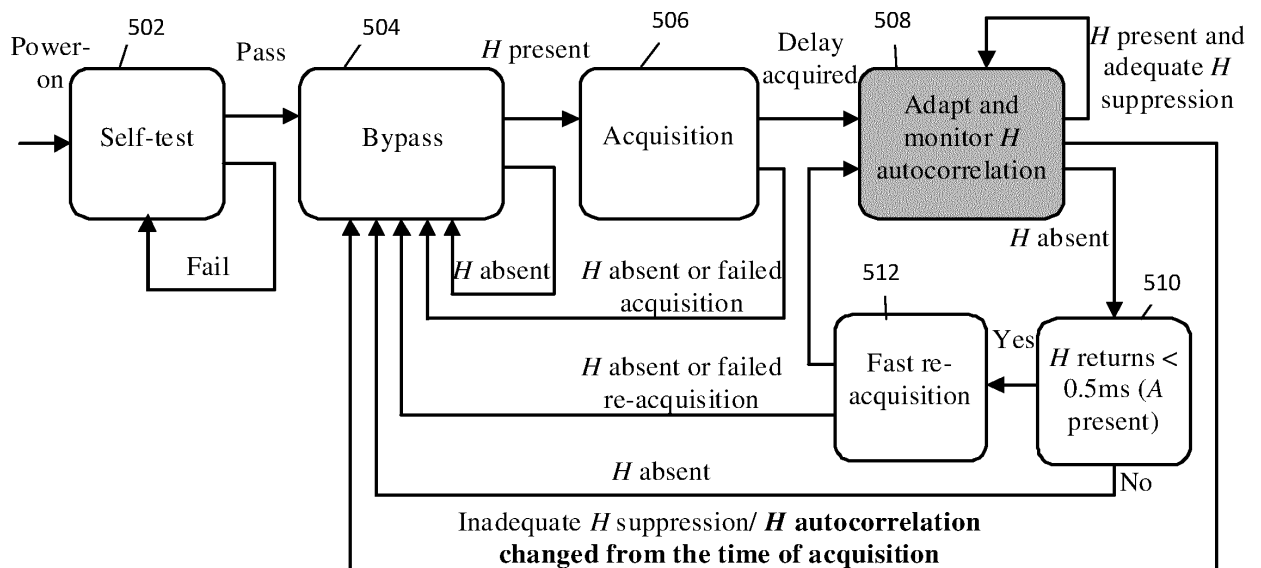 502
504
506
508
Power-
on
Pass
H present
Delay
acquired
H present and
adequate H
suppression
Self-test
Bypass
Acquisition
Adapt and
monitor H
autocorrelation
Fail
H absent
H absent or failed
acquisition
H absent
512
510
Yes
Fast re-
acquisition
H returns <
0.5ms (A
present)
H absent or failed
re-acquisition
H absent
No
Inadequate H suppression/ H autocorrelation
changed from the time of acquisition